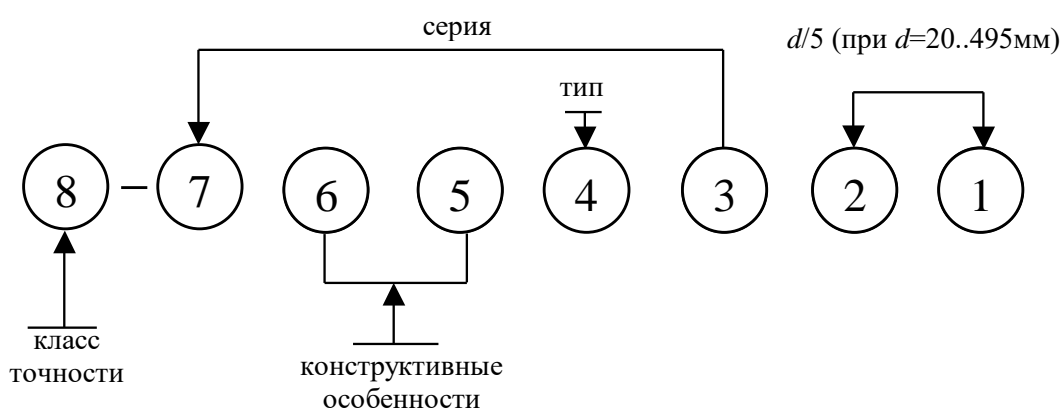 серия
d/5 (при d=20..495мм)
тип
8 – 7 6 5 4 3 2 1
класс
точности
конструктивные
особенности